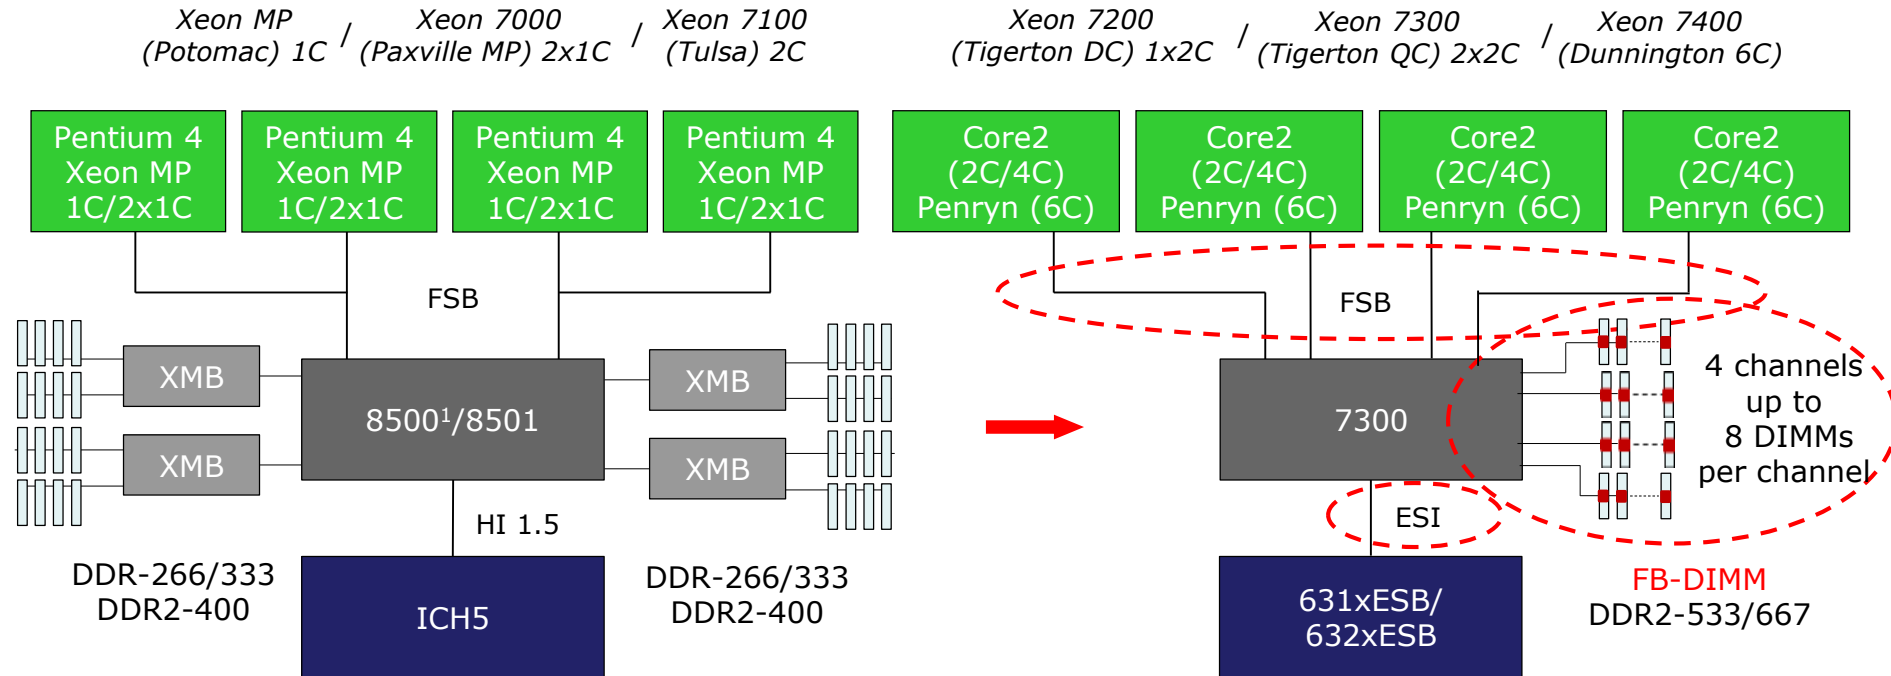 Xeon MP / Xeon 7000 / Xeon 7100
(Potomac) 1C (Paxville MP) 2x1C (Tulsa) 2C
Xeon 7200 / Xeon 7300 / Xeon 7400
(Tigerton DC) 1x2C (Tigerton QC) 2x2C (Dunnington 6C)
Pentium 4
Xeon MP
1C/2x1C
Pentium 4
Xeon MP
1C/2x1C
Pentium 4
Xeon MP
1C/2x1C
Pentium 4
Xeon MP
1C/2x1C
FSB
XMB
XMB
8500¹/8501
XMB
XMB
HI 1.5
DDR-266/333
DDR2-400
ICH5
DDR-266/333
DDR2-400
Core2
(2C/4C)
Penryn (6C)
Core2
(2C/4C)
Penryn (6C)
Core2
(2C/4C)
Penryn (6C)
Core2
(2C/4C)
Penryn (6C)
FSB
7300
4 channels
up to
8 DIMMs
per channel
ESI
631xESB/
632xESB
FB-DIMM
DDR2-533/667